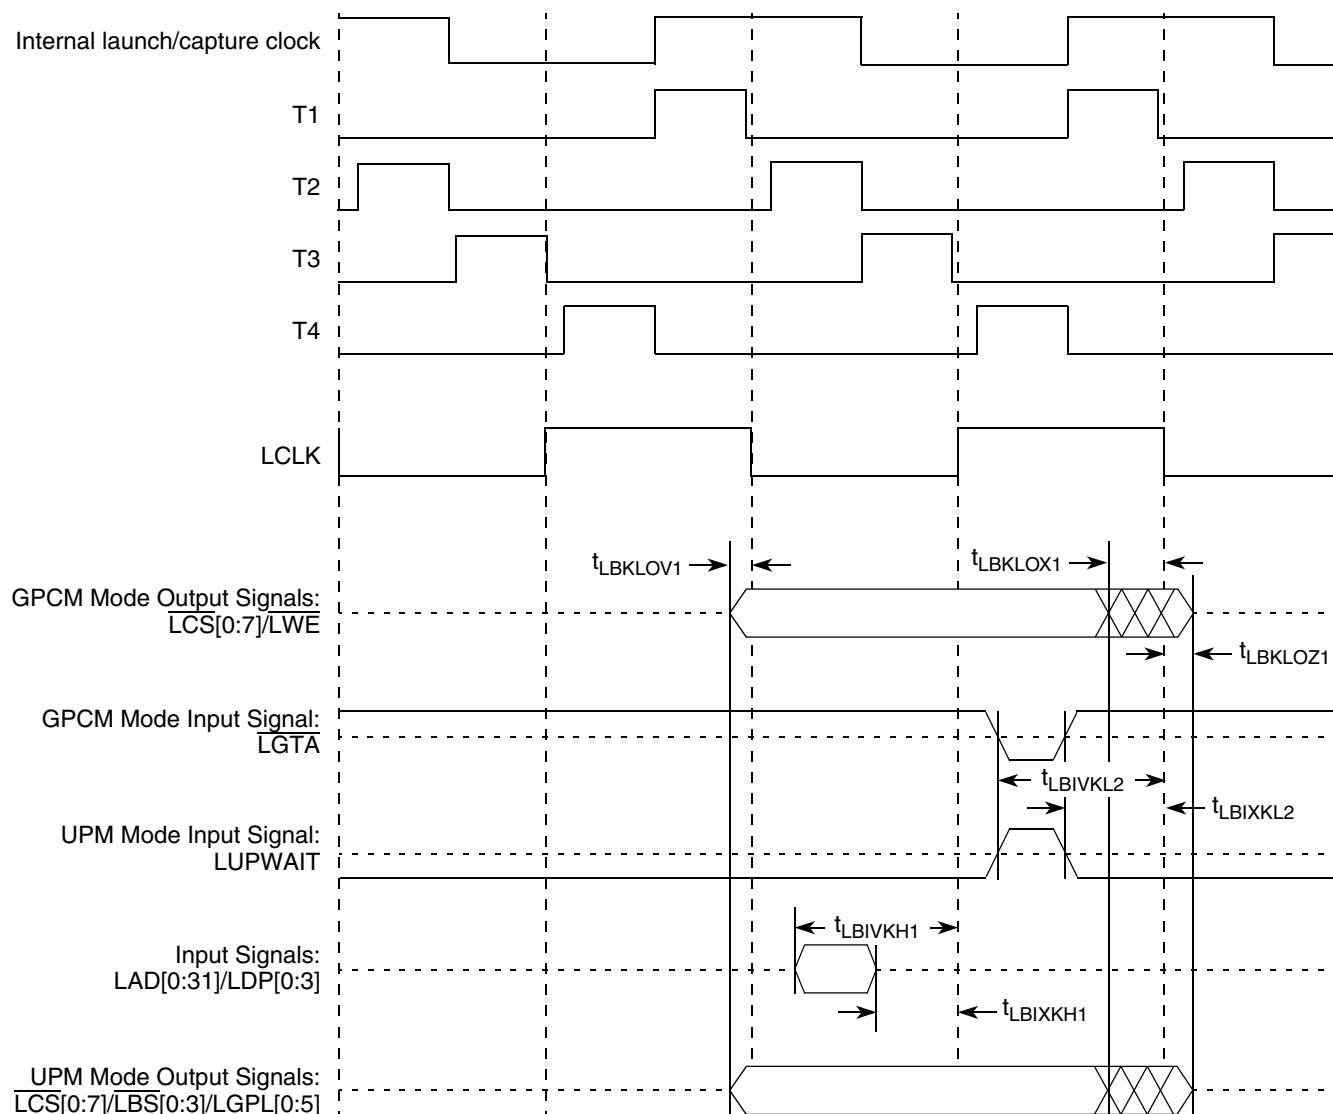 Internal launch/capture clock
T1
T2
T3
T4
LCLK
tLBKLOV1
tLBKLOX1
GPCM Mode Output Signals:
LCS[0:7]/LWE
tLBKLOZ1
GPCM Mode Input Signal:
LGTA
tLBIVKL2
tLBIXKL2
UPM Mode Input Signal:
LUPWAIT
tLBIVKH1
Input Signals:
LAD[0:31]/LDP[0:3]
tLBIXKH1
UPM Mode Output Signals:
LCS[0:7]/LBS[0:3]/LGPL[0:5]